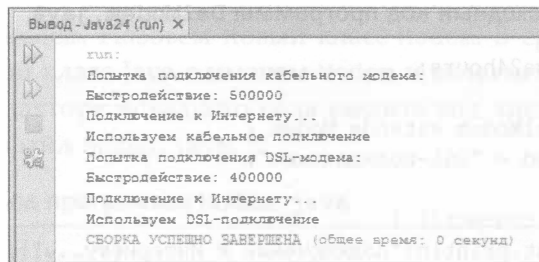 Вывод - Java24 (run)
run:
Попытка подключения кабельного модема:
Быстродействие: 500000
Подключение к Интернету...
Используем кабельное подключение
Попытка подключения DSL-модема:
Быстродействие: 400000
Подключение к Интернету...
Используем DSL-подключение
СБОРКА УСПЕШНО ЗАВЕРШЕНА (общее время: 0 секунд)